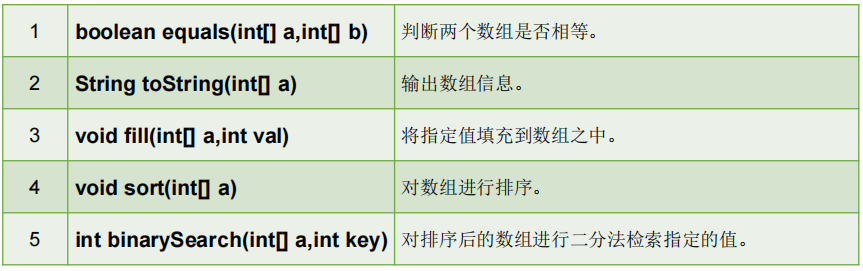 1 boolean equals(int[] a,int[] b) 判断两个数组是否相等。
2 String toString(int[] a) 输出数组信息。
3 void fill(int[] a,int val) 将指定值填充到数组之中。
4 void sort(int[] a) 对数组进行排序。
5 int binarySearch(int[] a,int key) 对排序后的数组进行二分法检索指定的值。